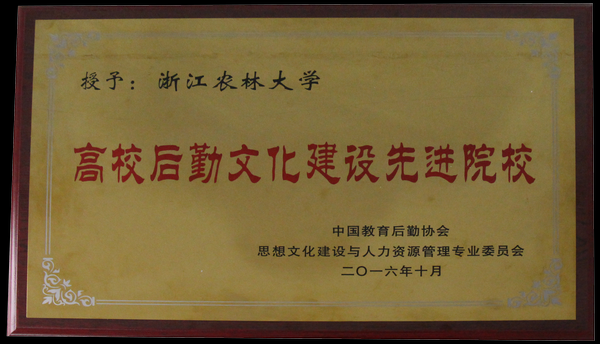 授予：浙江农林大学
高校后勤文化建设先进院校
中国教育后勤协会
思想文化建设与人力资源管理专业委员会
二〇一六年十月